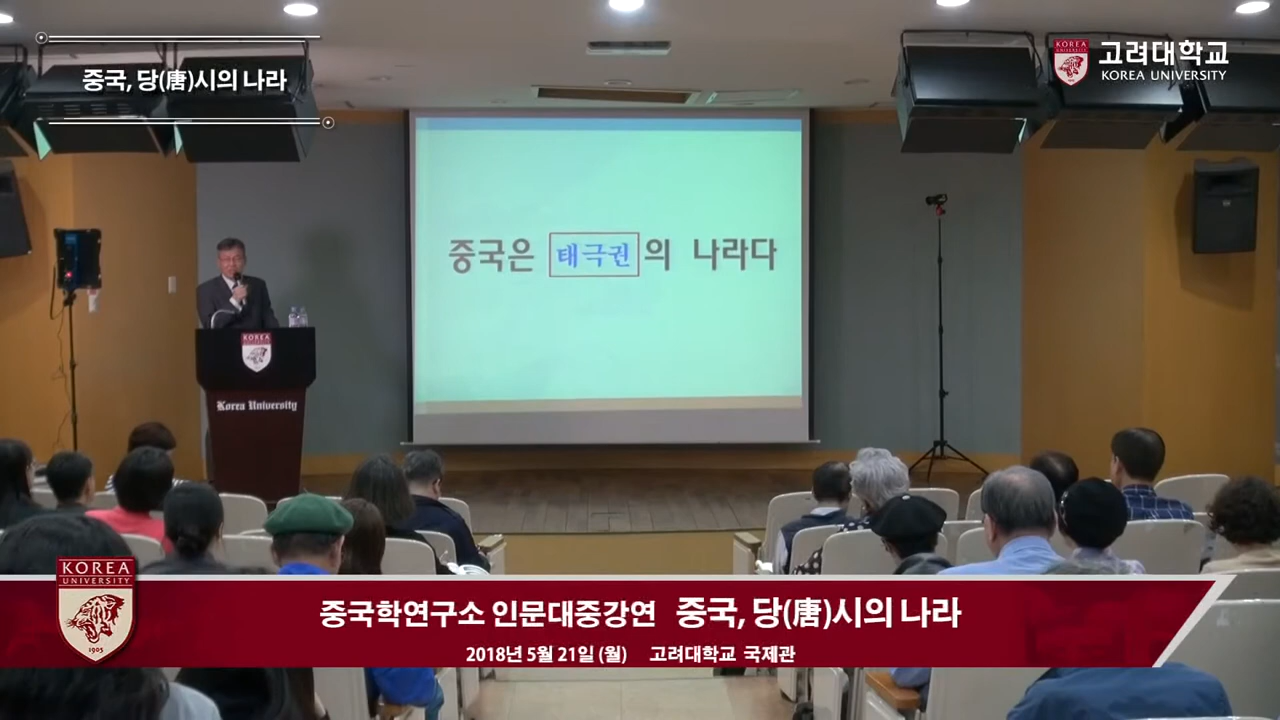 중국, 당(唐)시의 나라
KOREA
고려대학교
KOREA UNIVERSITY
중국은 태극권의 나라다
KOREA
Korea University
KOREA
UNIVERSITY
1905
중국학연구소 인문대중강연 중국, 당(唐)시의 나라
2018년 5월 21일 (월) 고려대학교 국제관